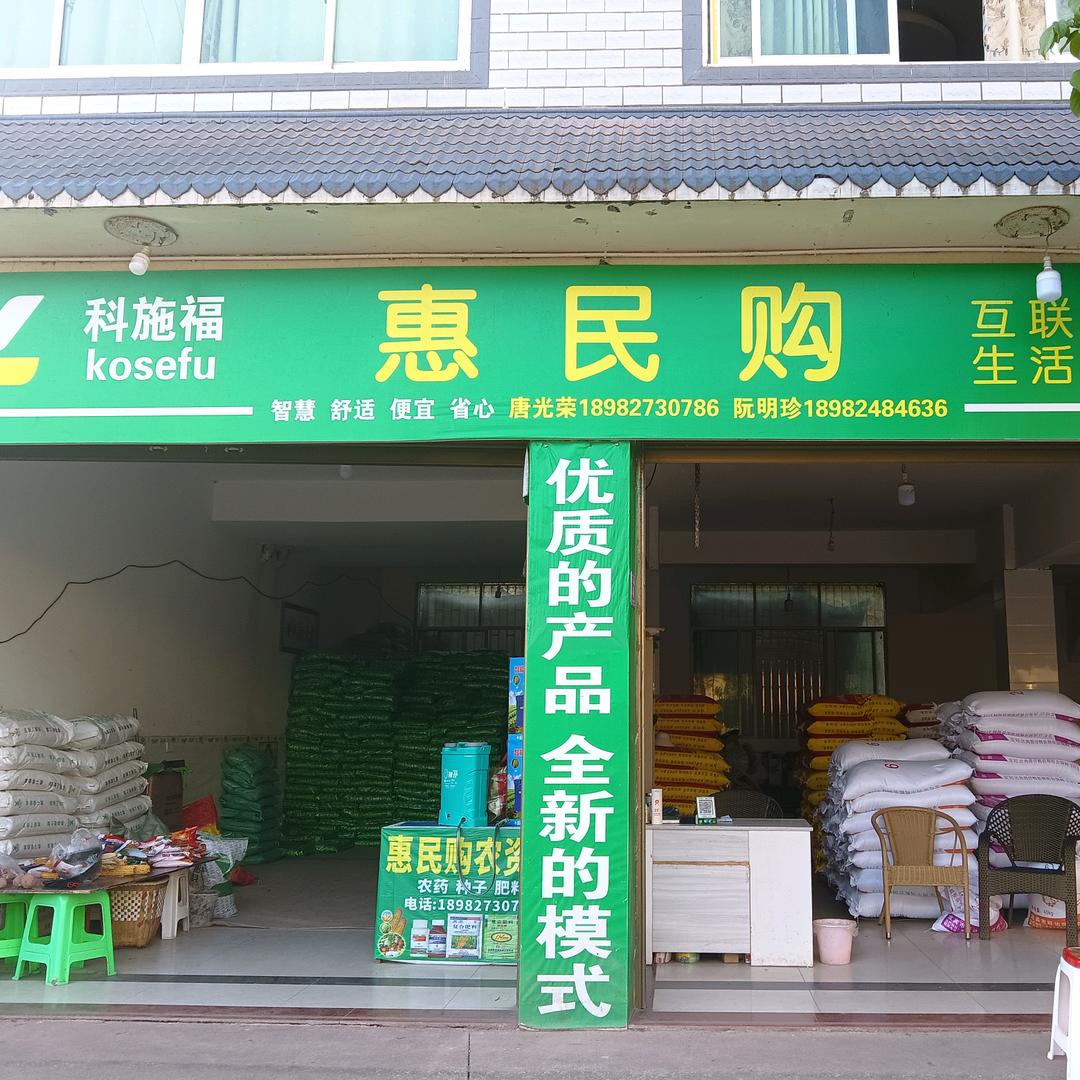 科施福
kosefu
惠民购
互联
生活
智慧 舒适 便宜 省心 唐光荣18982730786 阮明珍18982484636
优质的产品 全新的模式
惠民购农资
农药 种子 肥料
电话:189827307